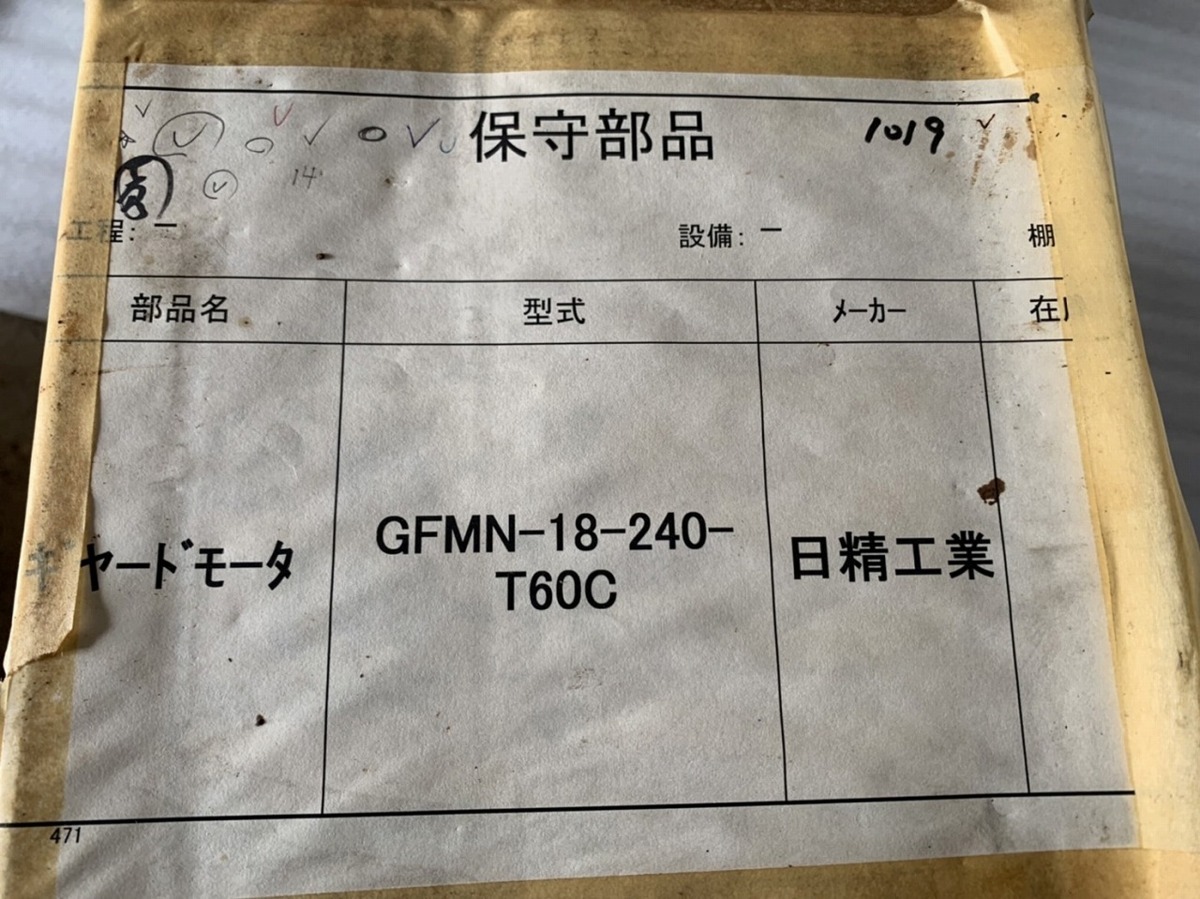 保守部品
1019
14
工程: ー
設備: ー
棚
部品名
型式
ﾒｰｶｰ
在
ギヤードモータ
GFMN-18-240-
T60C
日精工業
471